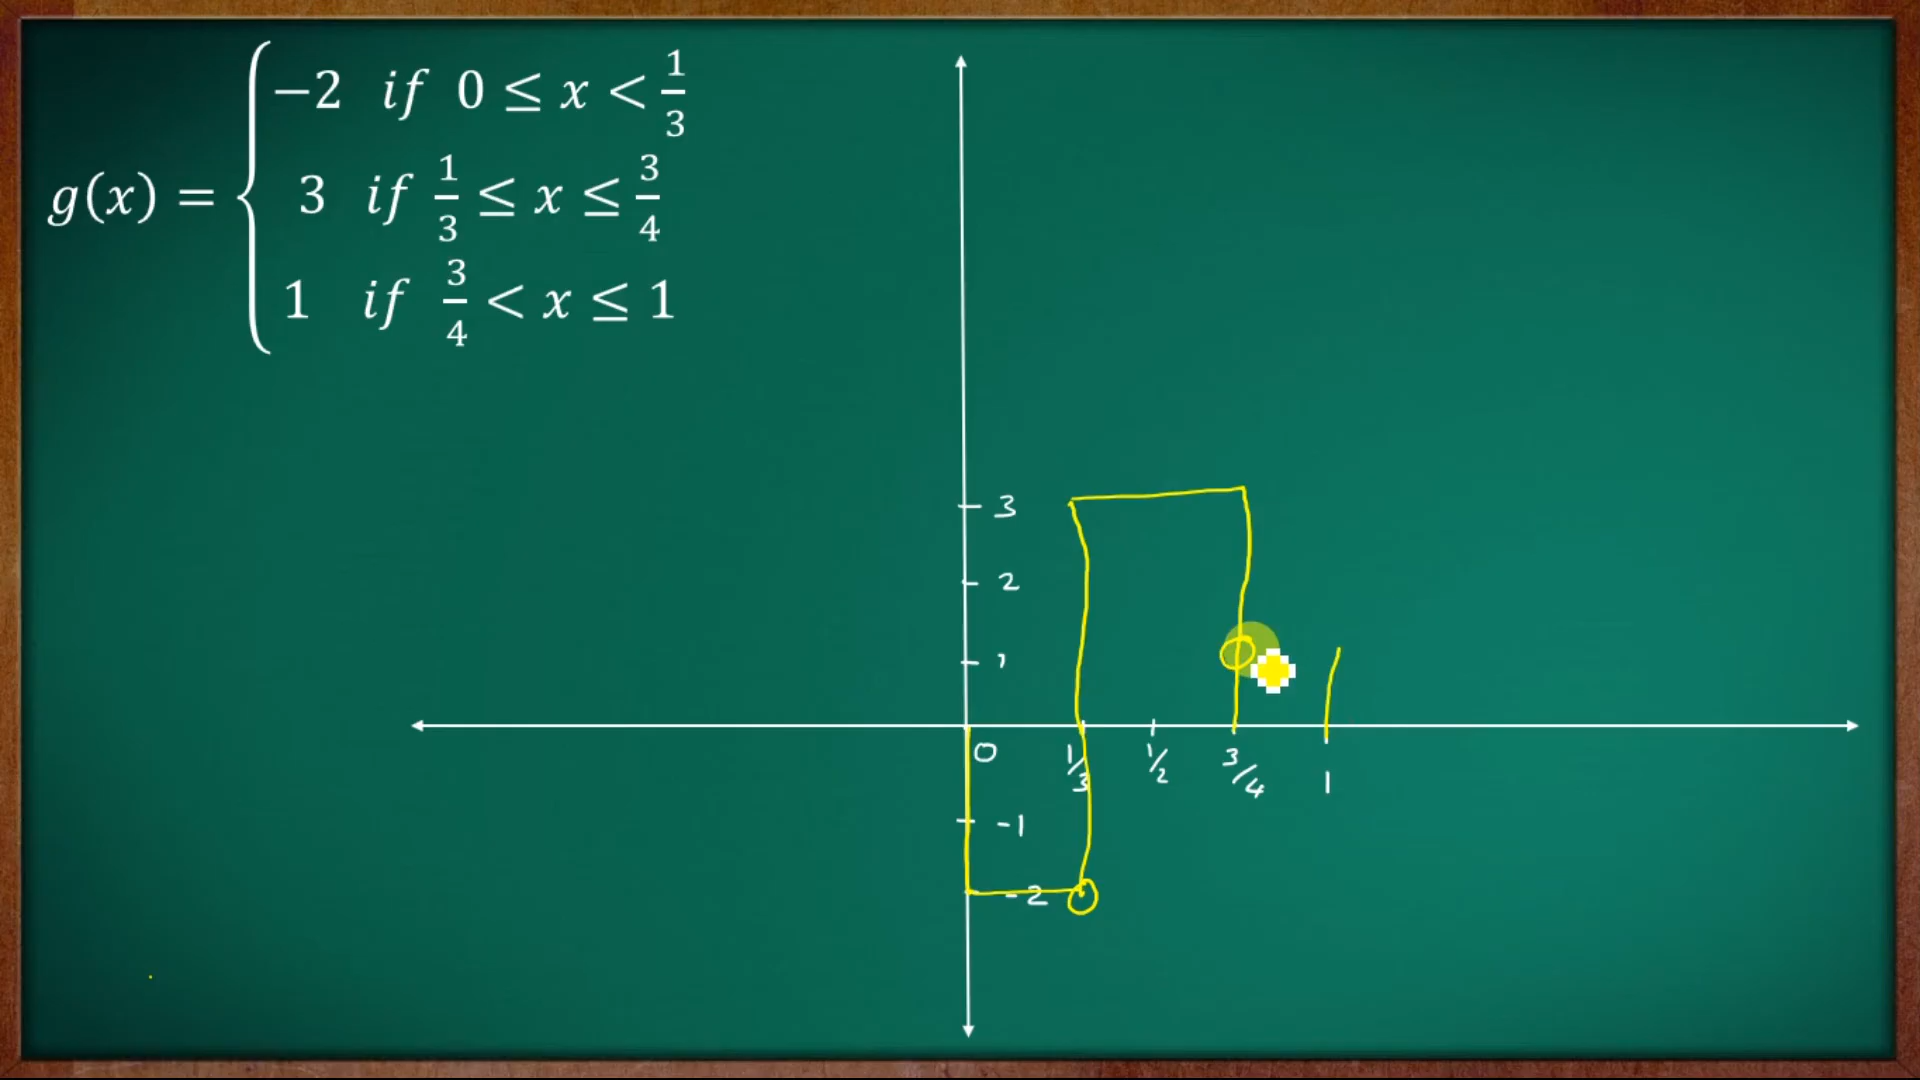 g(x) = { −2 if 0 ≤ x < 1/3
3 if 1/3 ≤ x ≤ 3/4
1 if 3/4 < x ≤ 1
3
2
1
0 1/3 1/2 3/4 1
-1
-2